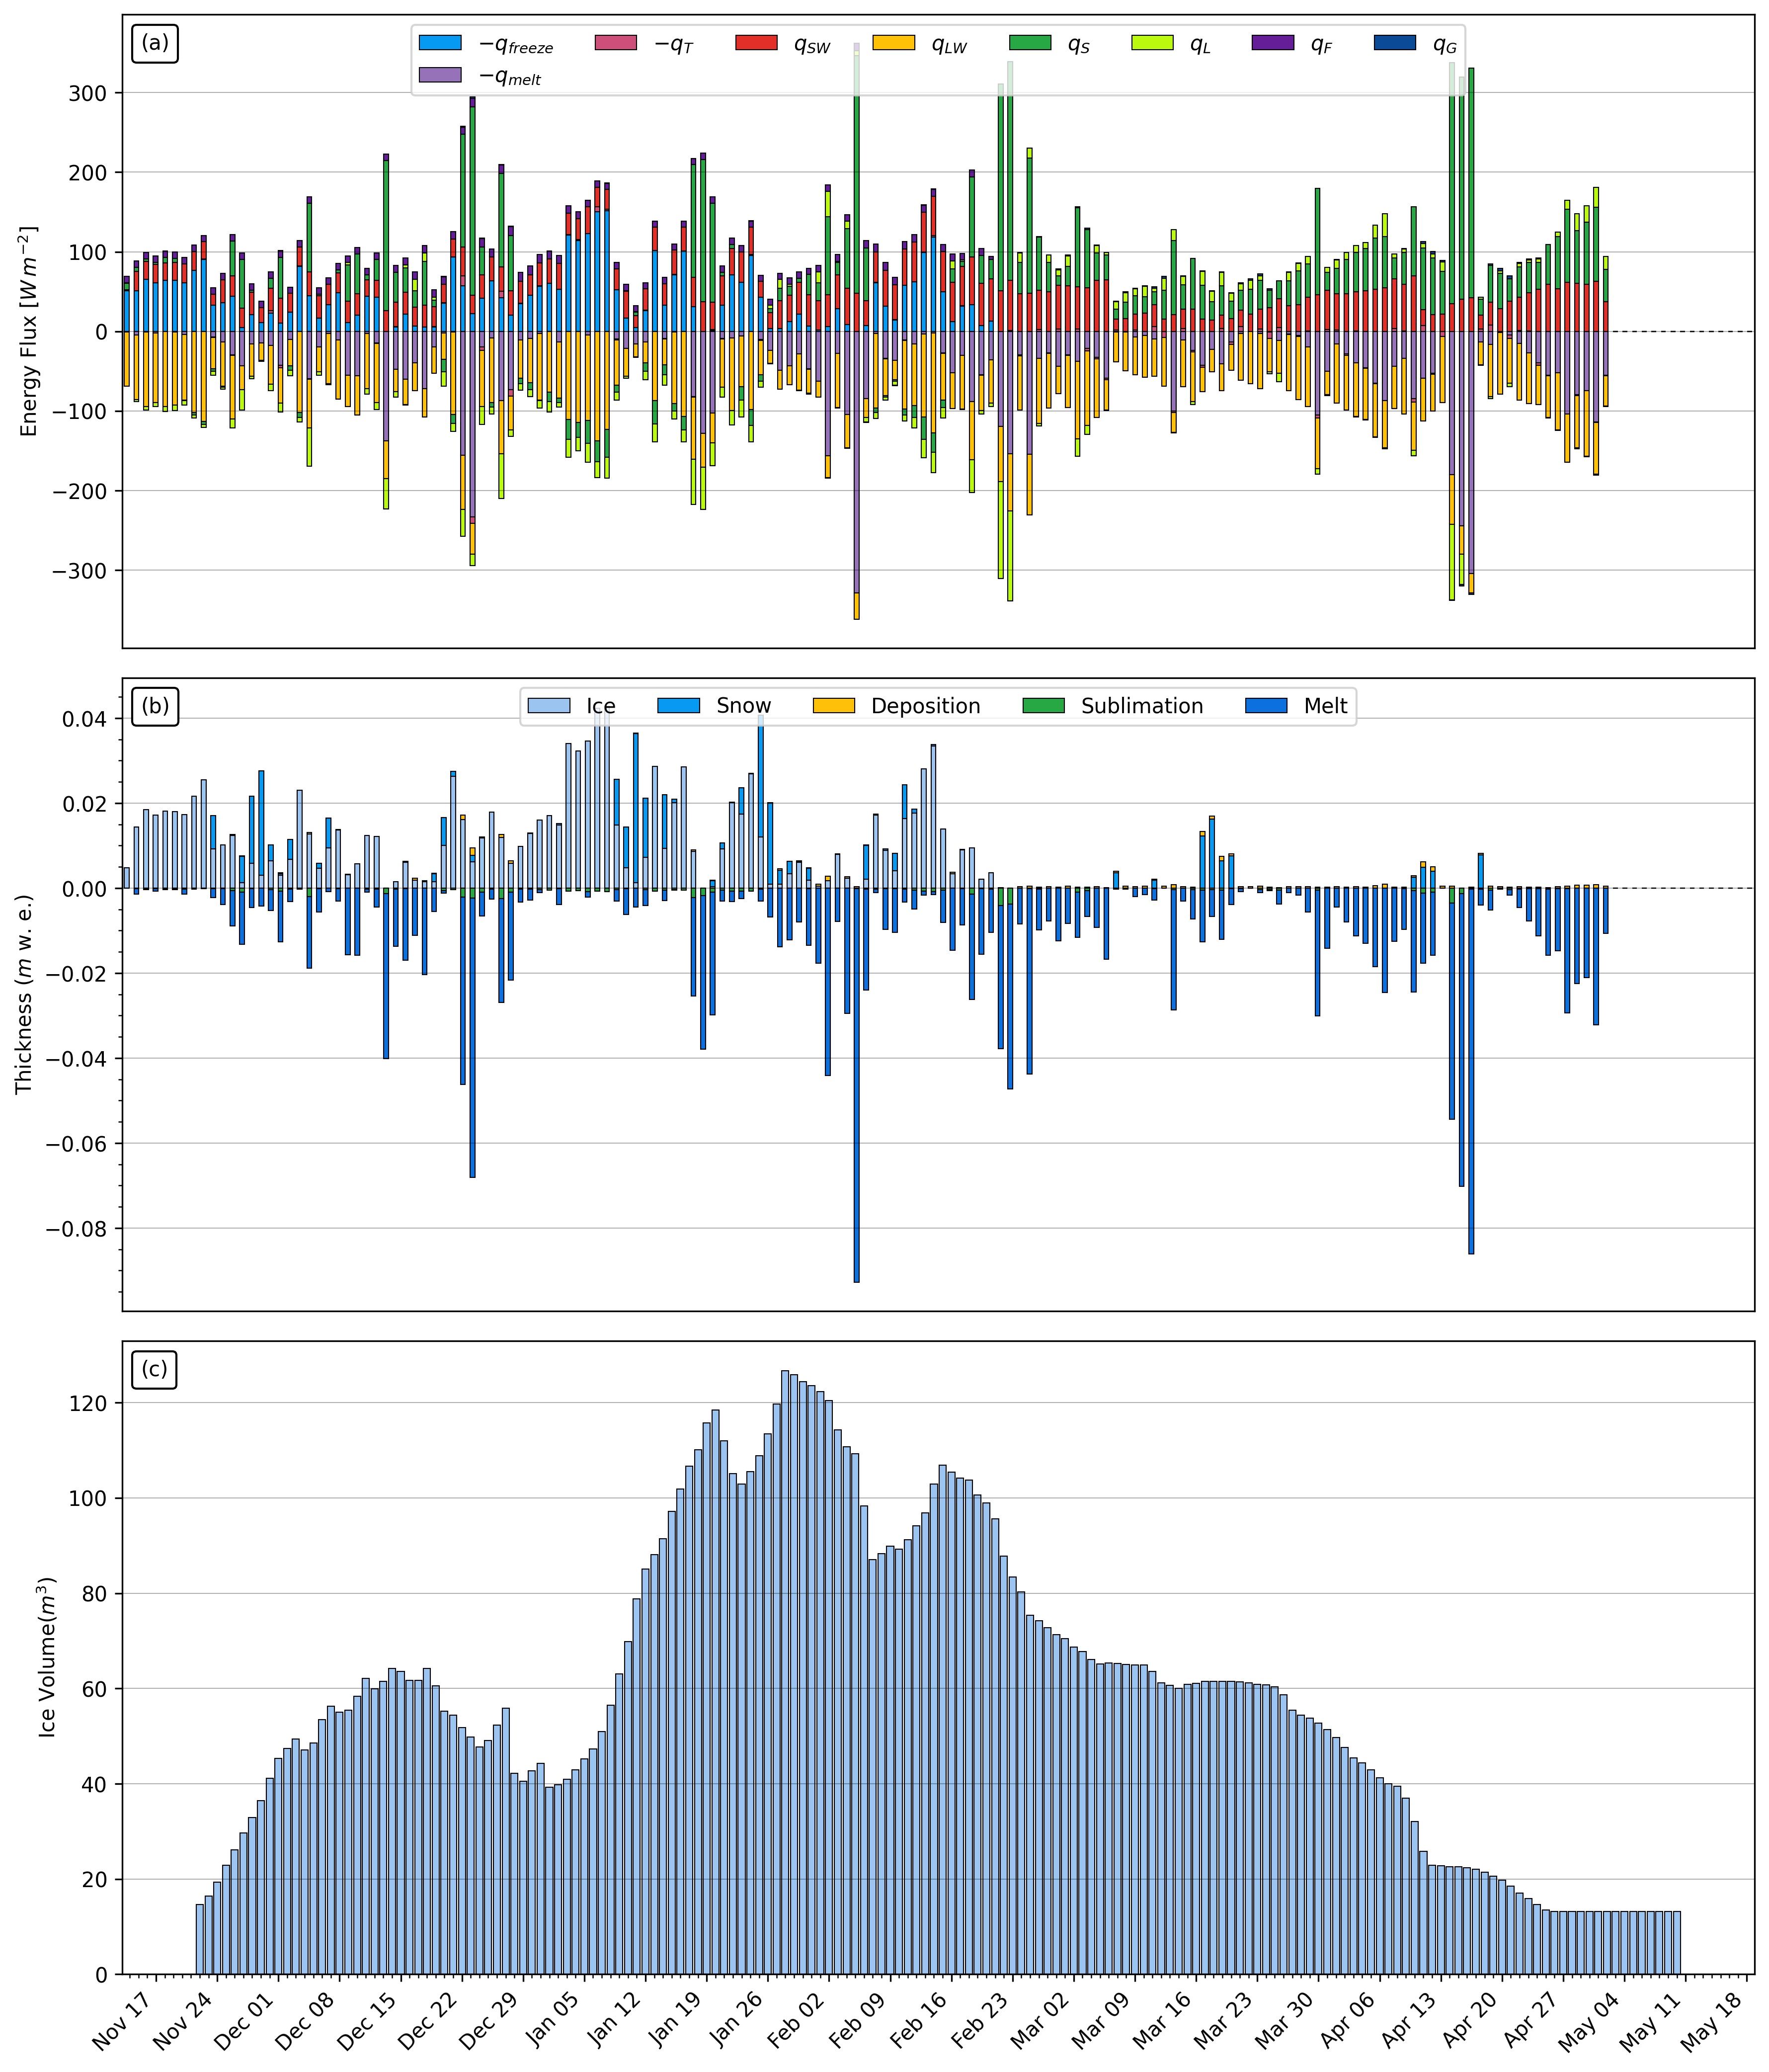 (a)
−q_freeze −q_T q_SW q_LW q_S q_L q_F q_G
−q_melt
Energy Flux [W m⁻²]
300
200
100
0
−100
−200
−300
(b)
Ice Snow Deposition Sublimation Melt
Thickness (m w. e.)
0.04
0.02
0.00
−0.02
−0.04
−0.06
−0.08
(c)
Ice Volume(m³)
120
100
80
60
40
20
0
Nov 17 Nov 24 Dec 01 Dec 08 Dec 15 Dec 22 Dec 29 Jan 05 Jan 12 Jan 19 Jan 26 Feb 02 Feb 09 Feb 16 Feb 23 Mar 02 Mar 09 Mar 16 Mar 23 Mar 30 Apr 06 Apr 13 Apr 20 Apr 27 May 04 May 11 May 18